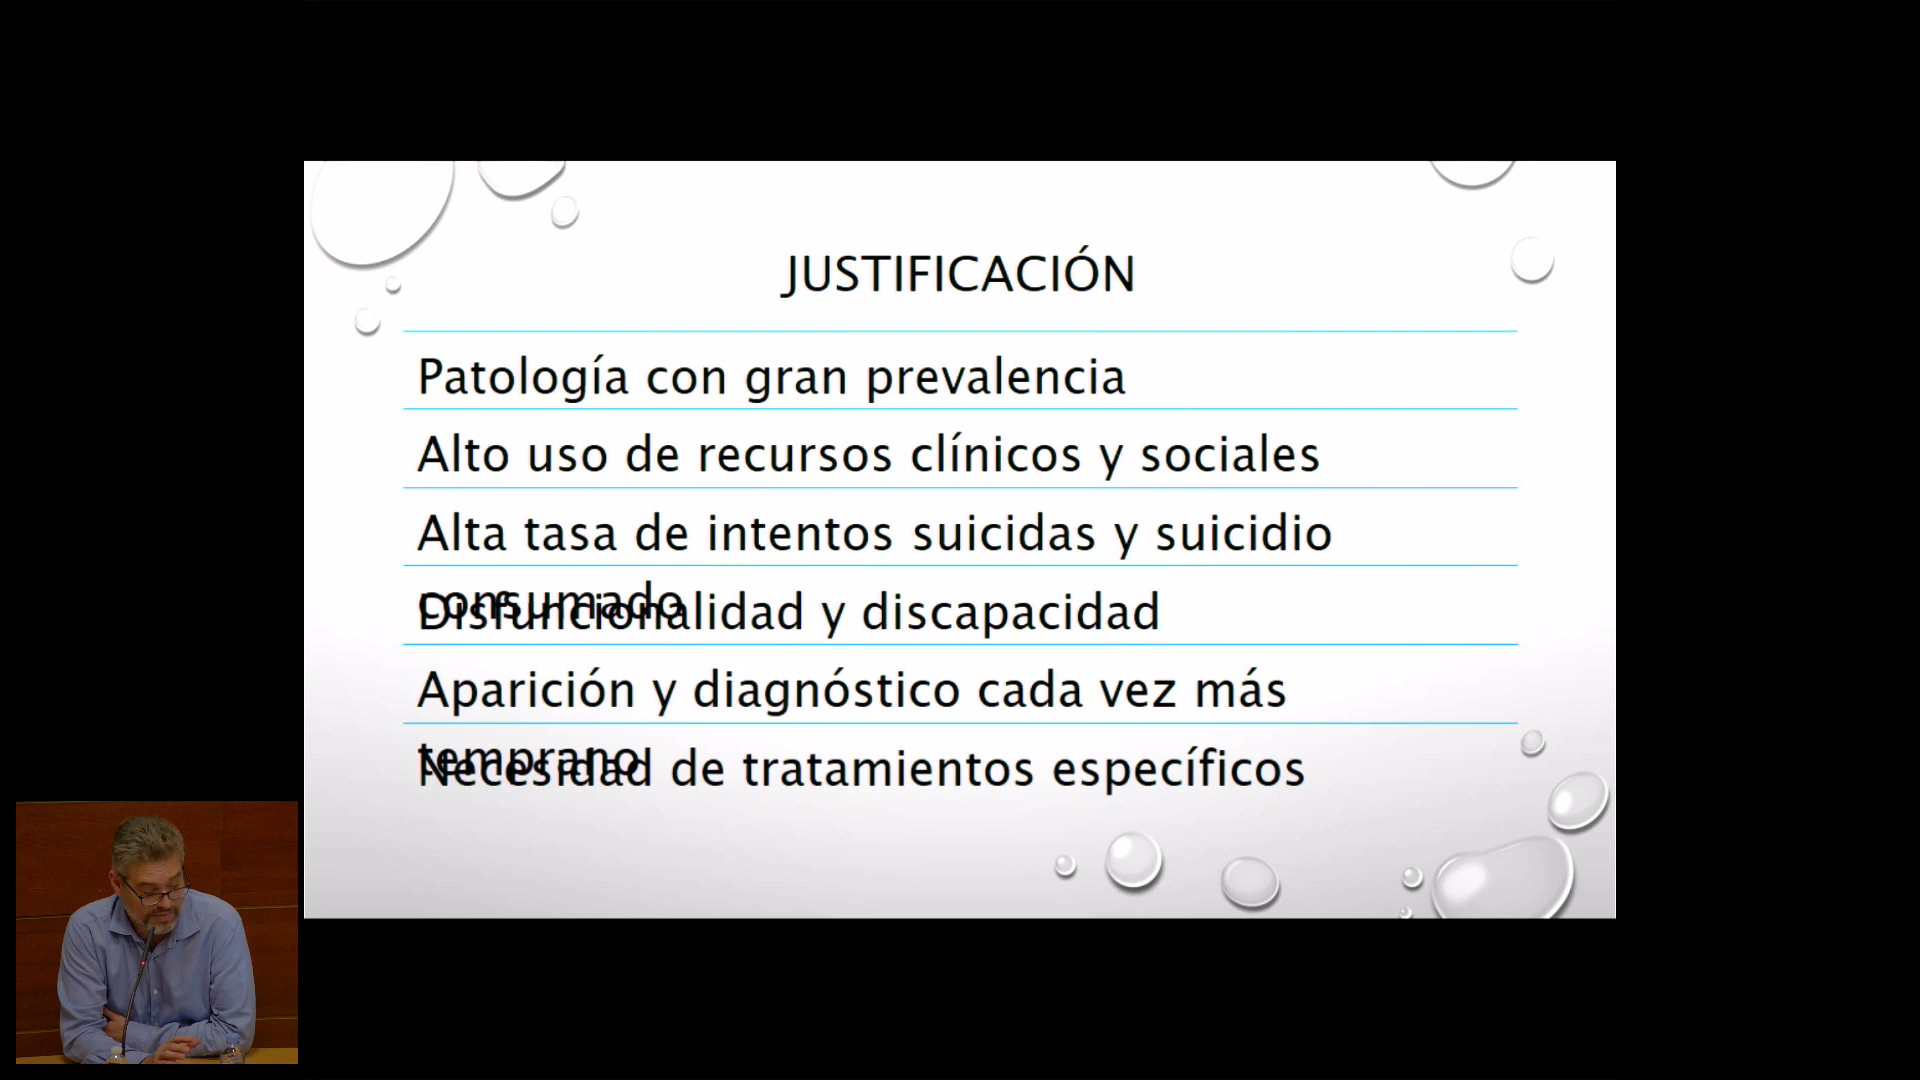 JUSTIFICACIÓN
Patología con gran prevalencia
Alto uso de recursos clínicos y sociales
Alta tasa de intentos suicidas y suicidio
consumado
Disfuncionalidad y discapacidad
Aparición y diagnóstico cada vez más
temprano
Necesidad de tratamientos específicos